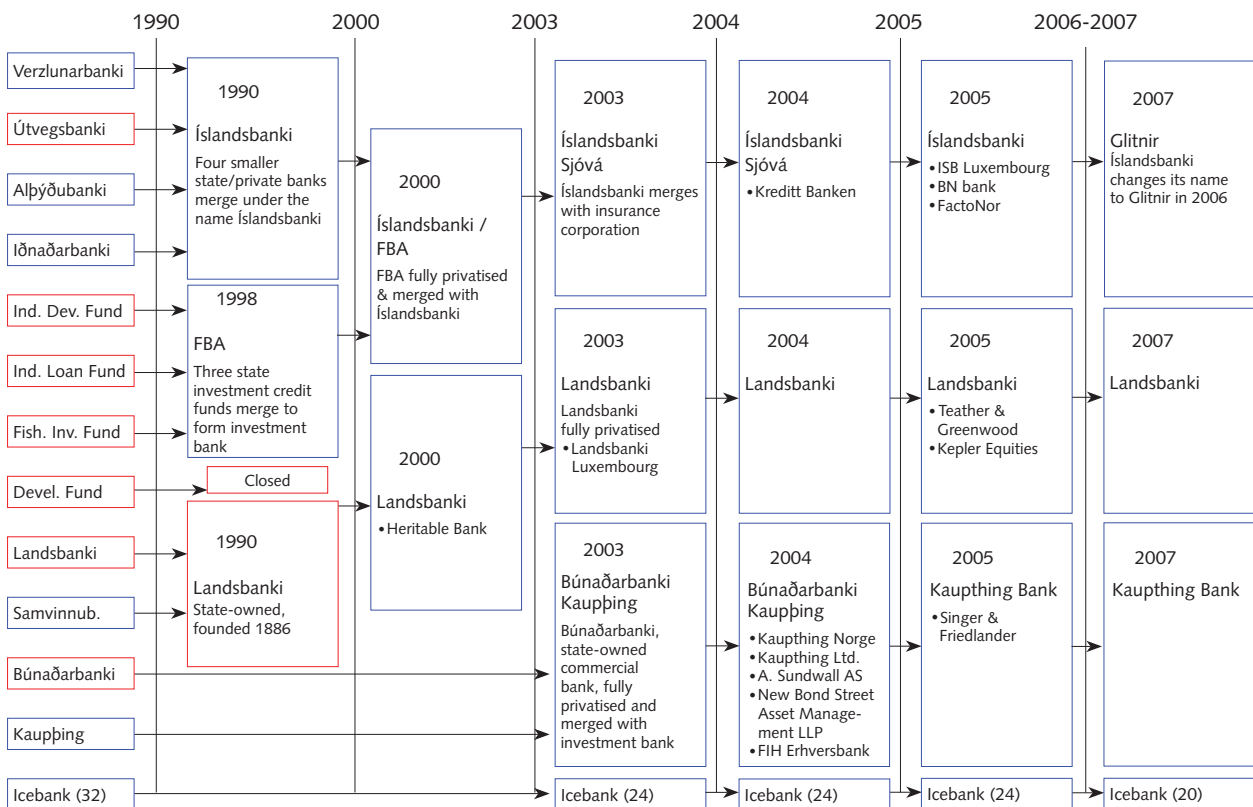 1990
2000
2003
2004
2005
2006-2007
Verzlunarbanki
Útvegsbanki
Alþýðubanki
Iðnaðarbanki
Ind. Dev. Fund
Ind. Loan Fund
Fish. Inv. Fund
Devel. Fund
Landsbanki
Samvinnub.
Búnaðarbanki
Kaupþing
Icebank (32)
1990
Íslandsbanki
Four smaller
state/private banks
merge under the
name Íslandsbanki
1998
FBA
Three state
investment credit
funds merge to
form investment
bank
Closed
1990
Landsbanki
State-owned,
founded 1886
2000
Íslandsbanki /
FBA
FBA fully privatised
& merged with
Íslandsbanki
2000
Landsbanki
• Heritable Bank
2003
Íslandsbanki
Sjóvá
Íslandsbanki merges
with insurance
corporation
2003
Landsbanki
Landsbanki
fully privatised
• Landsbanki
Luxembourg
2003
Búnaðarbanki
Kaupþing
Búnaðarbanki,
state-owned
commercial
bank, fully
privatised and
merged with
investment bank
Icebank (24)
2004
Íslandsbanki
Sjóvá
• Kreditt Banken
2004
Landsbanki
2004
Búnaðarbanki
Kaupþing
• Kaupthing Norge
• Kaupthing Ltd.
• A. Sundwall AS
• New Bond Street
Asset Manage-
ment LLP
• FIH Erhversbank
Icebank (24)
2005
Íslandsbanki
• ISB Luxembourg
• BN bank
• FactoNor
2005
Landsbanki
• Teather &
Greenwood
• Kepler Equities
2005
Kaupthing Bank
• Singer &
Friedlander
Icebank (24)
2007
Glitnir
Íslandsbanki
changes its name
to Glitnir in 2006
2007
Landsbanki
2007
Kaupthing Bank
Icebank (20)